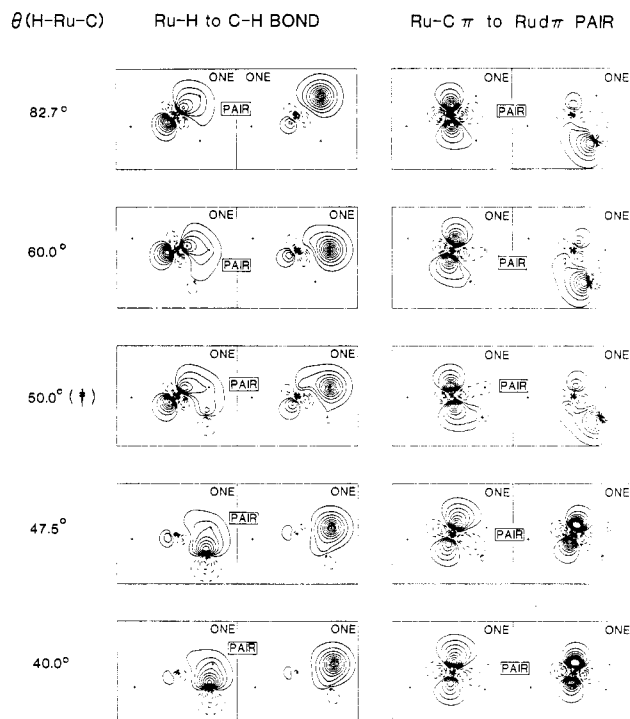 θ(H-Ru-C) Ru-H to C-H BOND Ru-C π to Rudπ PAIR
82.7° ONE PAIR ONE PAIR ONE ONE
60.0° ONE PAIR ONE ONE PAIR ONE
50.0° (‡) ONE PAIR ONE ONE PAIR ONE
47.5° ONE PAIR ONE ONE PAIR ONE
40.0° ONE PAIR ONE ONE PAIR ONE